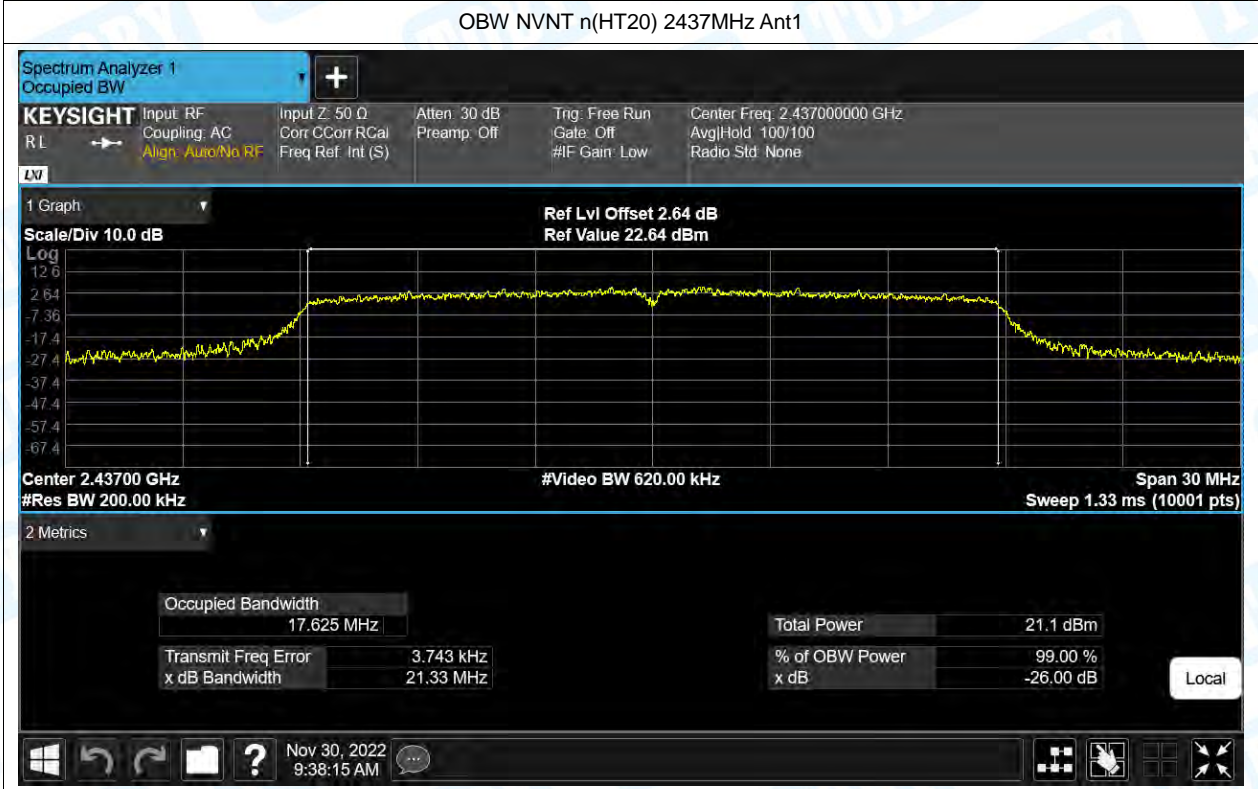 OBW NVNT n(HT20) 2437MHz Ant1
Spectrum Analyzer 1
Occupied BW
+
KEYSIGHT
R L
LXI
Input: RF
Coupling: AC
Align: Auto/No RF
Input Z: 50 Ω
Corr CCorr RCal
Freq Ref: Int (S)
Atten: 30 dB
Preamp: Off
Trig: Free Run
Gate: Off
#IF Gain: Low
Center Freq: 2.437000000 GHz
Avg|Hold: 100/100
Radio Std: None
1 Graph
Scale/Div 10.0 dB
Ref Lvl Offset 2.64 dB
Ref Value 22.64 dBm
Log
12.6
2.64
-7.36
-17.4
-27.4
-37.4
-47.4
-57.4
-67.4
Center 2.43700 GHz
#Res BW 200.00 kHz
#Video BW 620.00 kHz
Span 30 MHz
Sweep 1.33 ms (10001 pts)
2 Metrics
Occupied Bandwidth
17.625 MHz
Transmit Freq Error 3.743 kHz
x dB Bandwidth 21.33 MHz
Total Power 21.1 dBm
% of OBW Power 99.00 %
x dB -26.00 dB
Local
?
Nov 30, 2022
9:38:15 AM